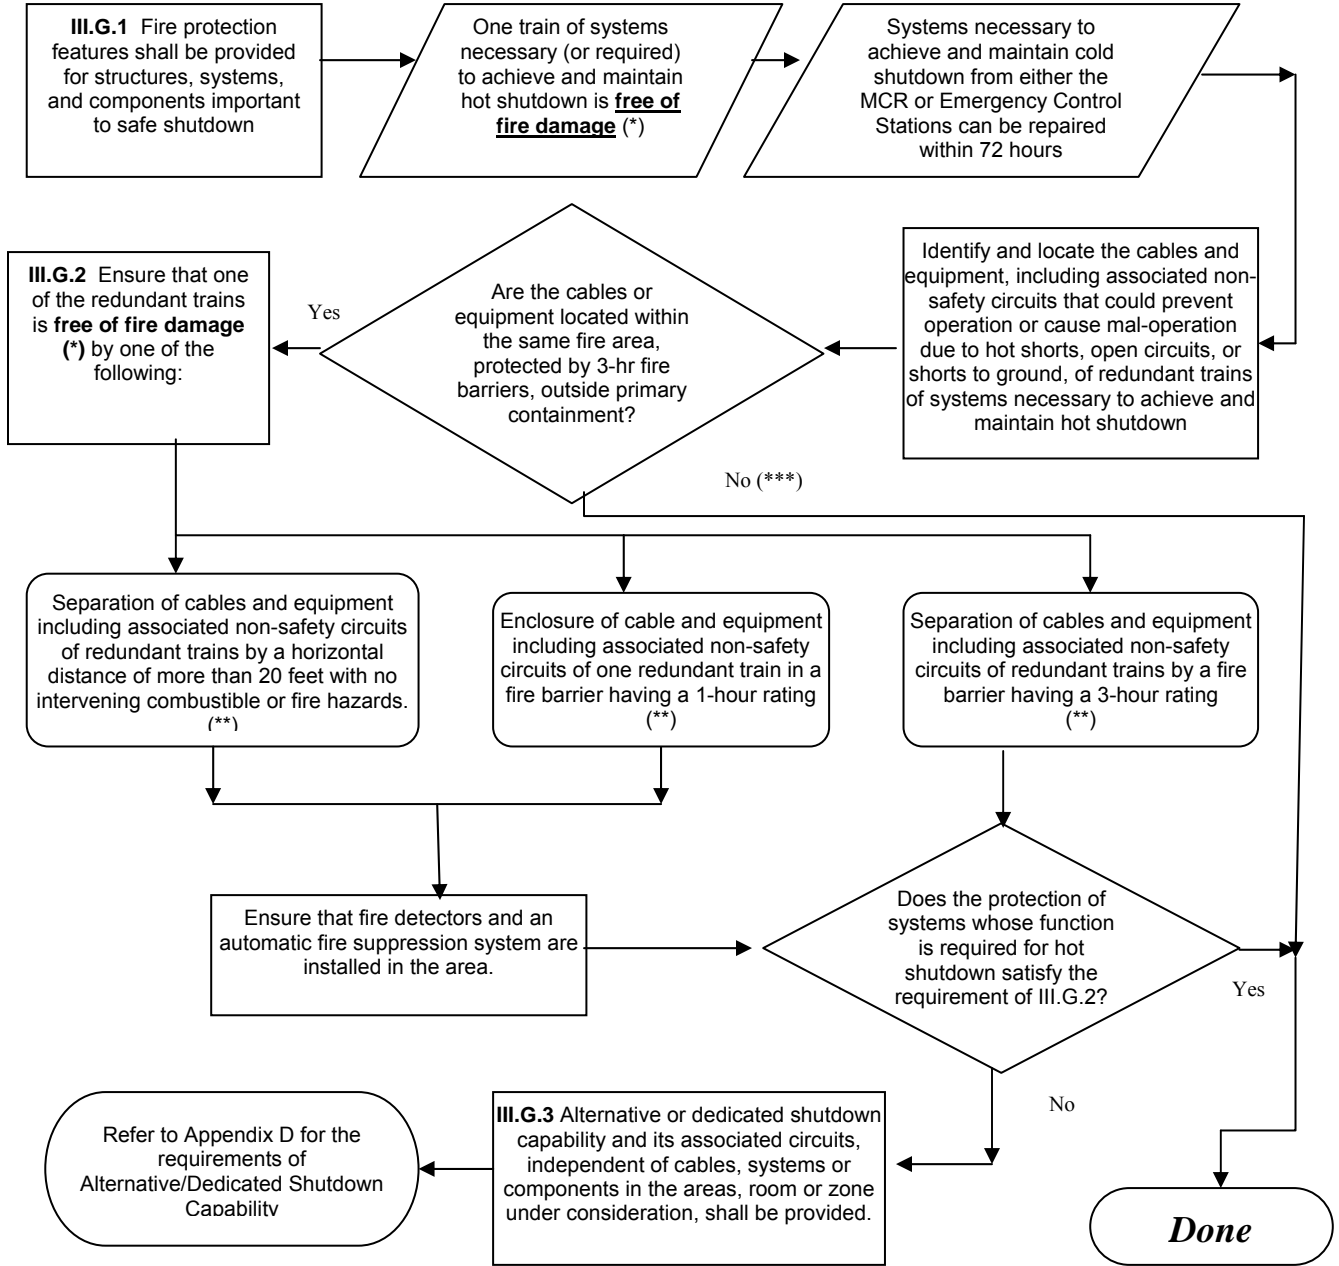 III.G.1 Fire protection
features shall be provided
for structures, systems,
and components important
to safe shutdown
One train of systems
necessary (or required)
to achieve and maintain
hot shutdown is free of
fire damage (*)
Systems necessary to
achieve and maintain cold
shutdown from either the
MCR or Emergency Control
Stations can be repaired
within 72 hours
Identify and locate the cables and
equipment, including associated non-
safety circuits that could prevent
operation or cause mal-operation
due to hot shorts, open circuits, or
shorts to ground, of redundant trains
of systems necessary to achieve and
maintain hot shutdown
Are the cables or
equipment located within
the same fire area,
protected by 3-hr fire
barriers, outside primary
containment?
Yes
No (***)
III.G.2 Ensure that one
of the redundant trains
is free of fire damage
(*) by one of the
following:
Separation of cables and equipment
including associated non-safety circuits
of redundant trains by a horizontal
distance of more than 20 feet with no
intervening combustible or fire hazards.
(**)
Enclosure of cable and equipment
including associated non-safety
circuits of one redundant train in a
fire barrier having a 1-hour rating
(**)
Separation of cables and equipment
including associated non-safety
circuits of redundant trains by a fire
barrier having a 3-hour rating
(**)
Ensure that fire detectors and an
automatic fire suppression system are
installed in the area.
Does the protection of
systems whose function
is required for hot
shutdown satisfy the
requirement of III.G.2?
Yes
No
III.G.3 Alternative or dedicated shutdown
capability and its associated circuits,
independent of cables, systems or
components in the areas, room or zone
under consideration, shall be provided.
Refer to Appendix D for the
requirements of
Alternative/Dedicated Shutdown
Capability
Done